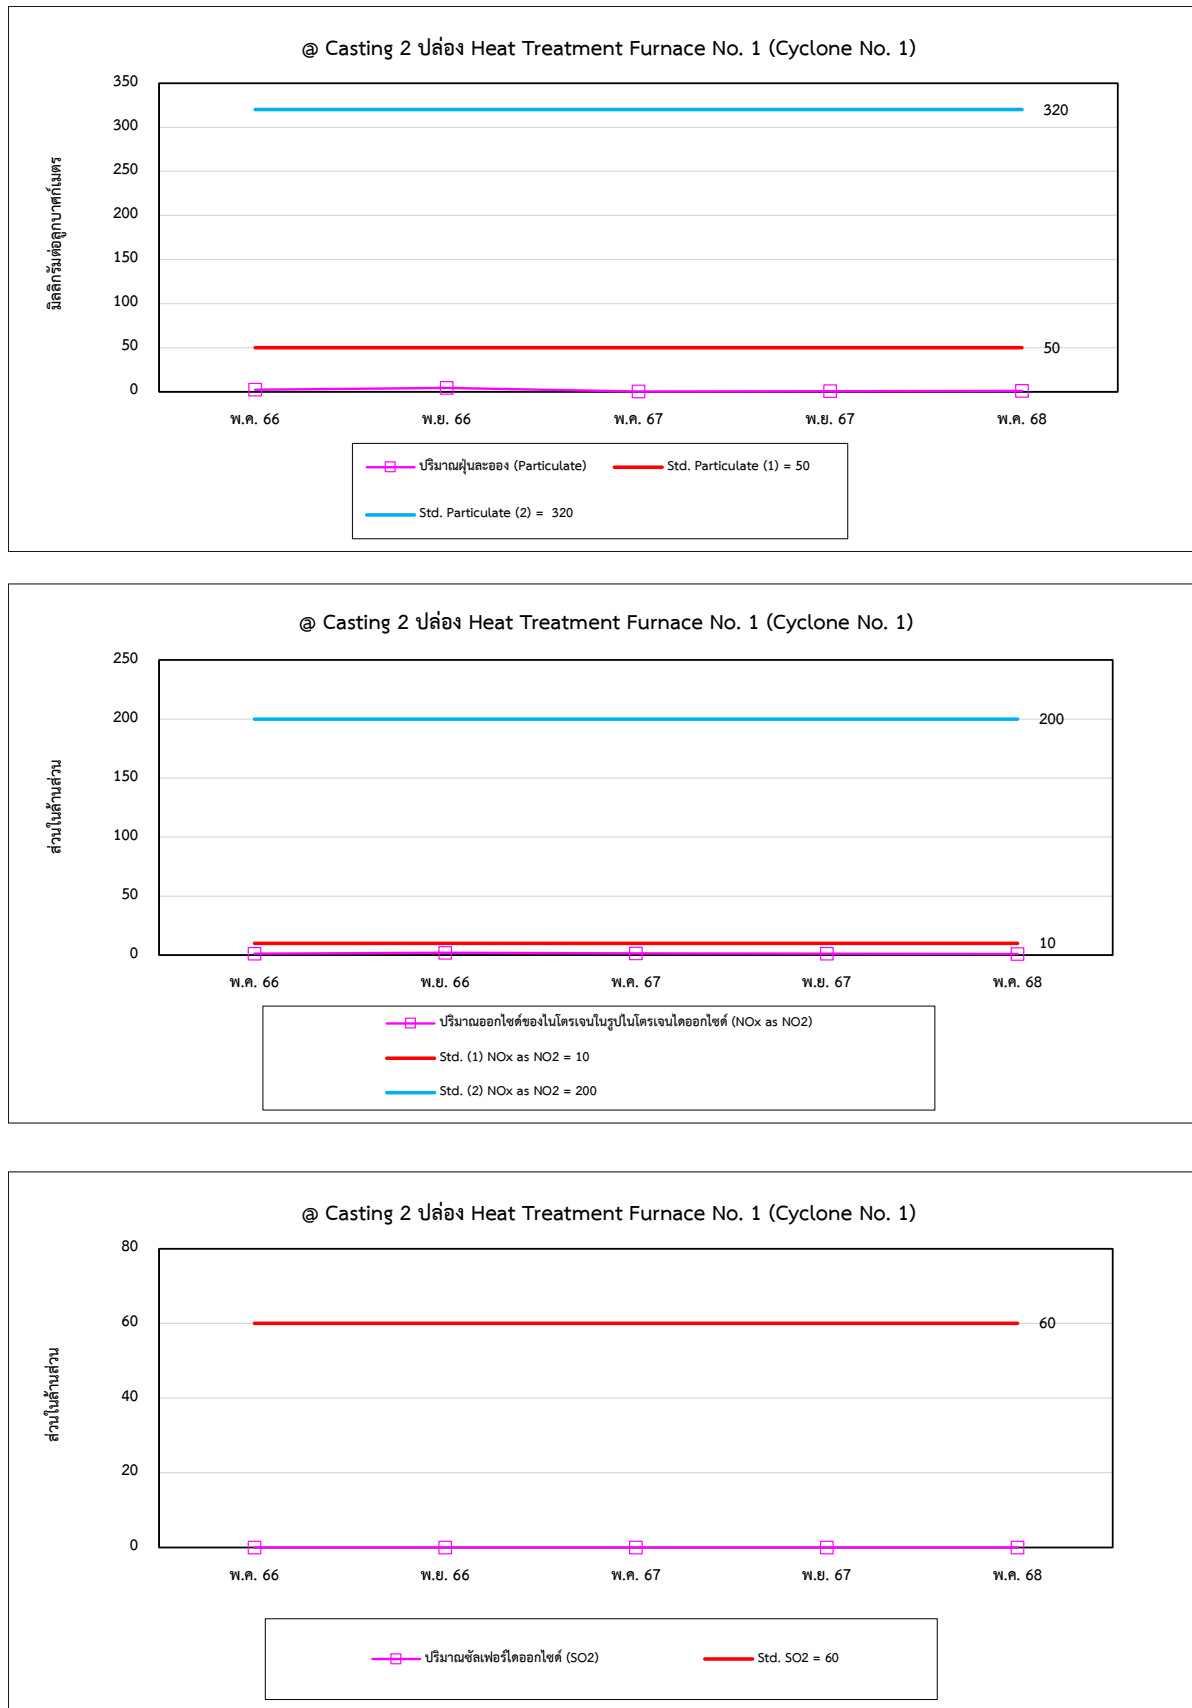 @ Casting 2 ปล่อง Heat Treatment Furnace No. 1 (Cyclone No. 1)
มิลลิกรัมต่อลูกบาศก์เมตร
350
300
250
200
150
100
50
0
320
50
พ.ค. 66 พ.ย. 66 พ.ค. 67 พ.ย. 67 พ.ค. 68
ปริมาณฝุ่นละออง (Particulate) Std. Particulate (1) = 50
Std. Particulate (2) = 320
@ Casting 2 ปล่อง Heat Treatment Furnace No. 1 (Cyclone No. 1)
ส่วนในล้านส่วน
250
200
150
100
50
0
200
10
พ.ค. 66 พ.ย. 66 พ.ค. 67 พ.ย. 67 พ.ค. 68
ปริมาณออกไซด์ของไนโตรเจนในรูปไนโตรเจนไดออกไซด์ (NOx as NO2)
Std. (1) NOx as NO2 = 10
Std. (2) NOx as NO2 = 200
@ Casting 2 ปล่อง Heat Treatment Furnace No. 1 (Cyclone No. 1)
ส่วนในล้านส่วน
80
60
40
20
0
60
พ.ค. 66 พ.ย. 66 พ.ค. 67 พ.ย. 67 พ.ค. 68
ปริมาณซัลเฟอร์ไดออกไซด์ (SO2) Std. SO2 = 60